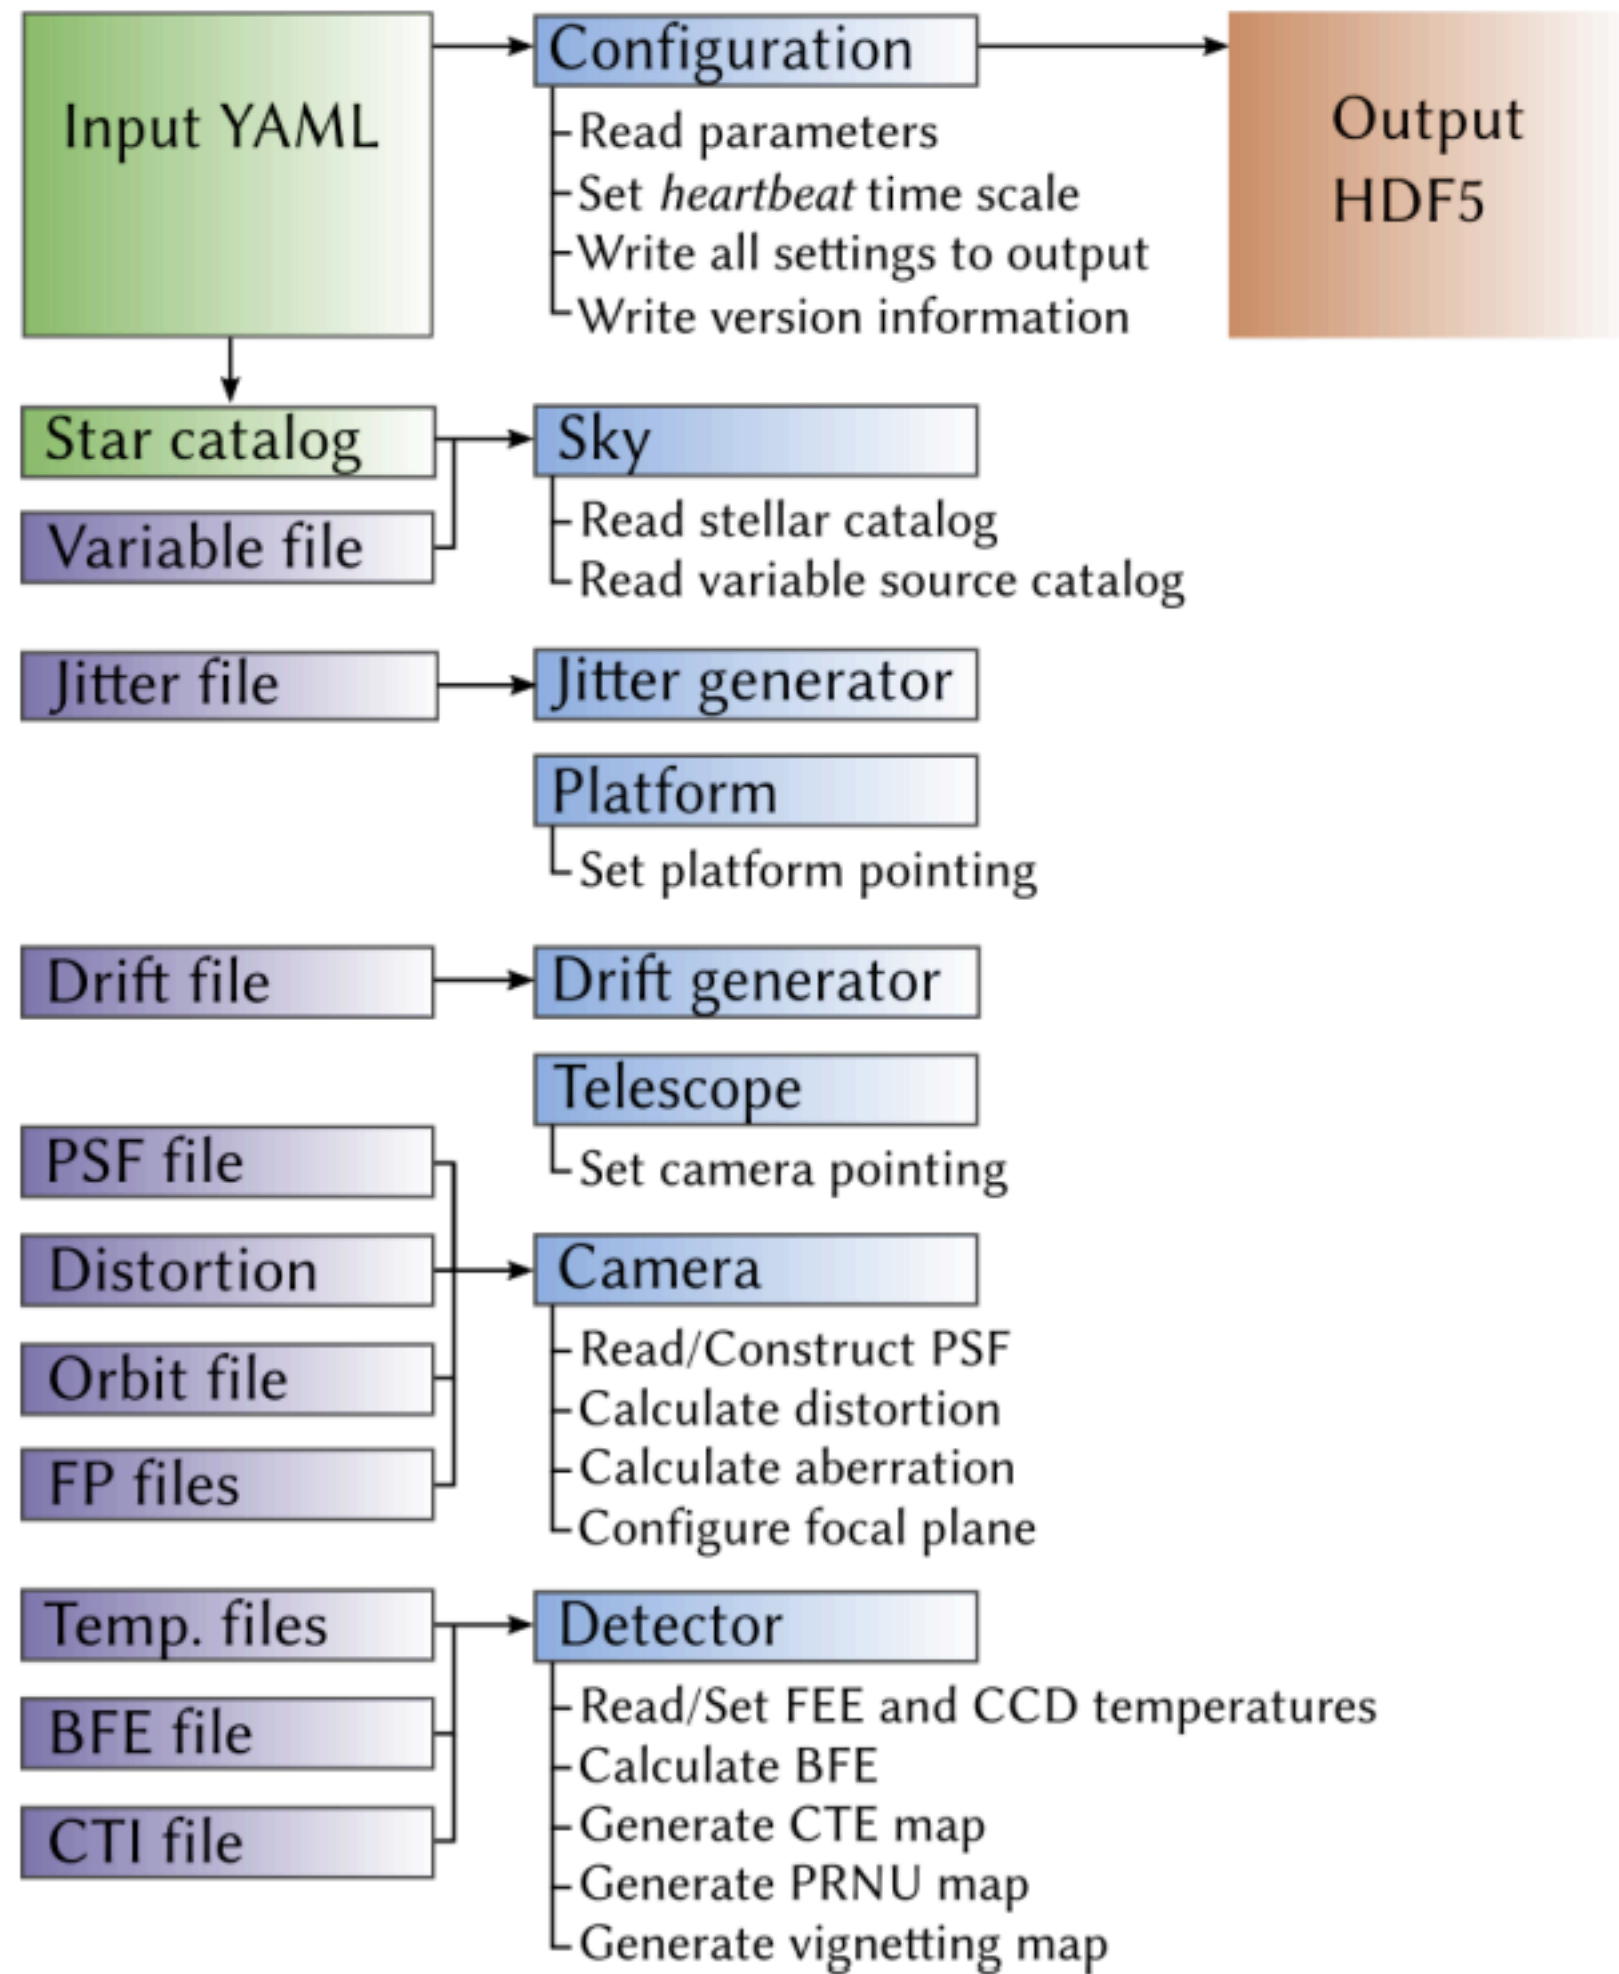 Input YAML
Configuration
Read parameters
Set heartbeat time scale
Write all settings to output
Write version information
Output
HDF5
Star catalog
Variable file
Sky
Read stellar catalog
Read variable source catalog
Jitter file
Jitter generator
Platform
Set platform pointing
Drift file
Drift generator
Telescope
Set camera pointing
PSF file
Distortion
Orbit file
FP files
Camera
Read/Construct PSF
Calculate distortion
Calculate aberration
Configure focal plane
Temp. files
BFE file
CTI file
Detector
Read/Set FEE and CCD temperatures
Calculate BFE
Generate CTE map
Generate PRNU map
Generate vignetting map